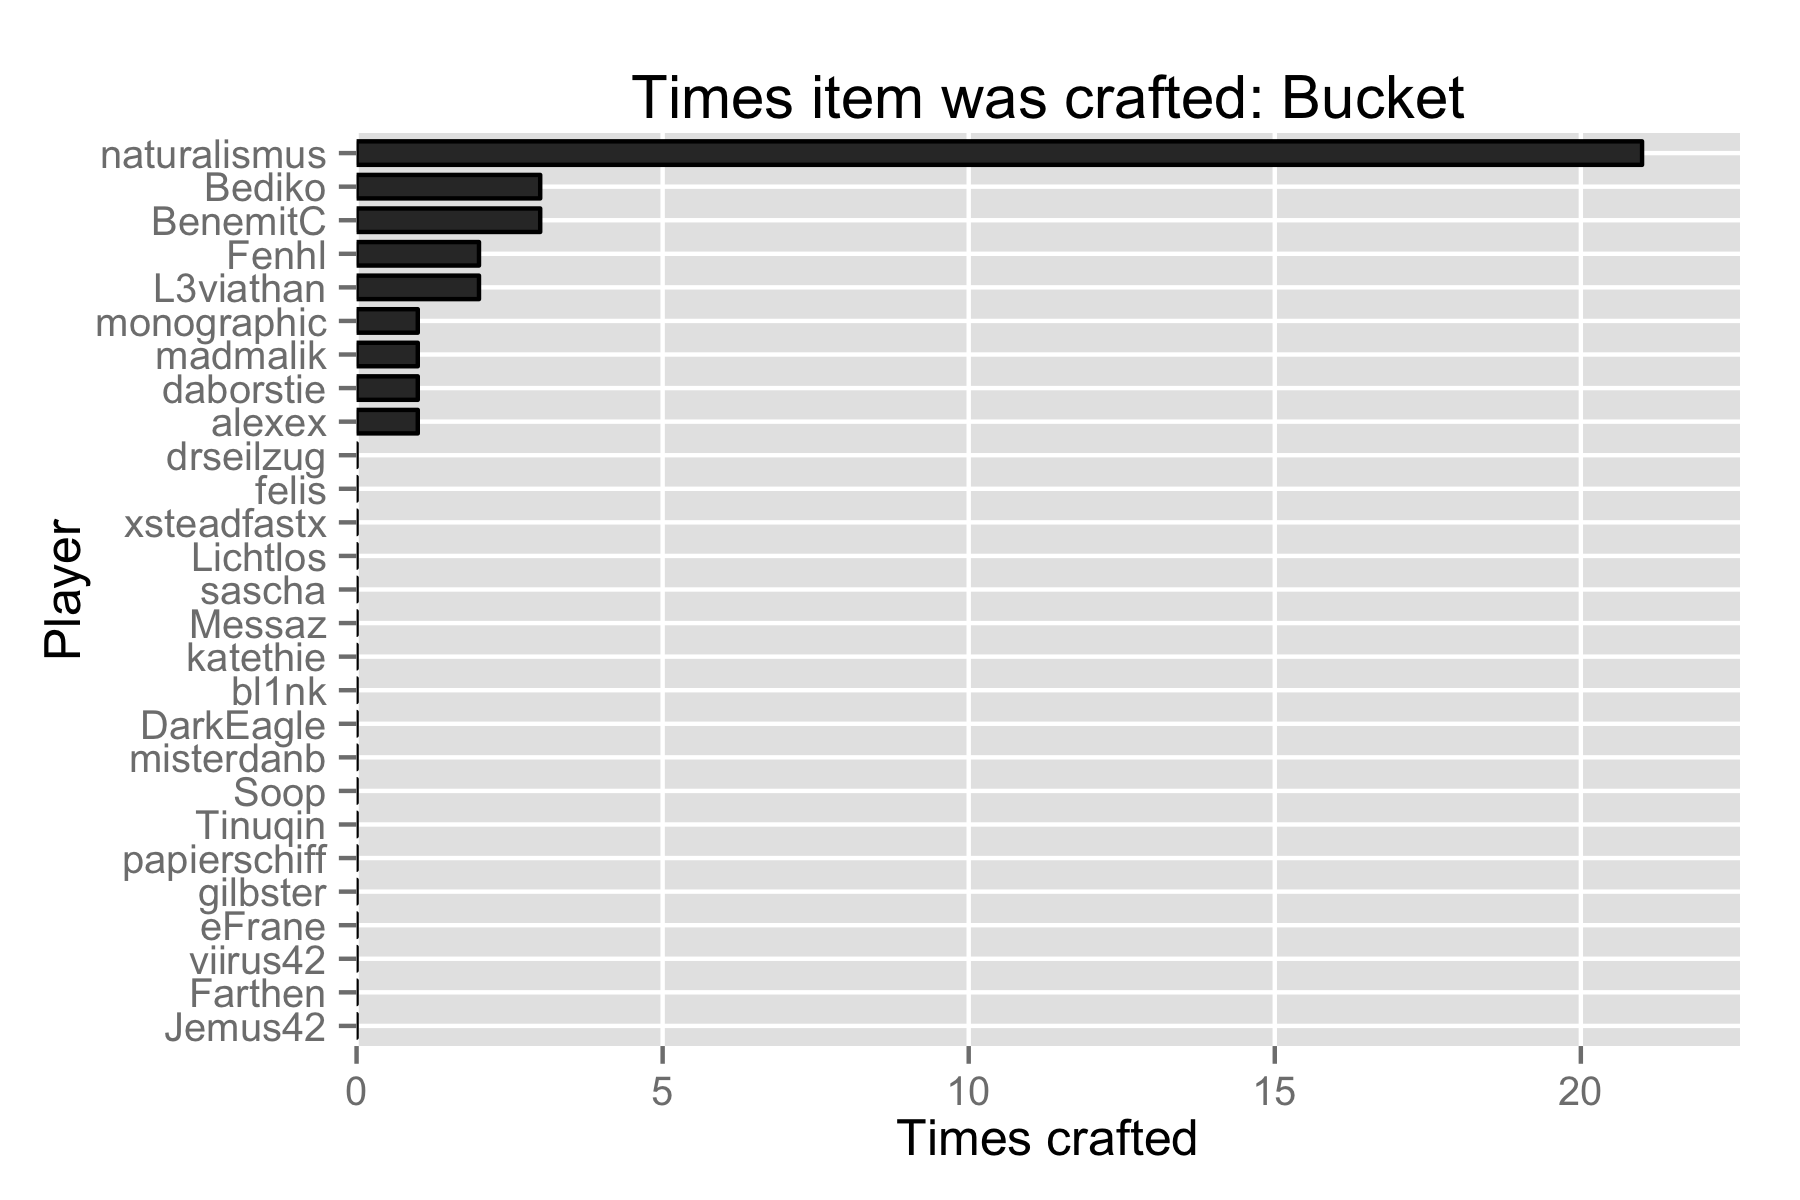 Times item was crafted: Bucket
naturalismus
Bediko
BenemitC
Fenhl
L3viathan
monographic
madmalik
daborstie
alexex
drseilzug
felis
xsteadfastx
Lichtlos
sascha
Messaz
katethie
bl1nk
DarkEagle
misterdanb
Soop
Tinuqin
papierschiff
gilbster
eFrane
viirus42
Farthen
Jemus42
Player
0 5 10 15 20
Times crafted